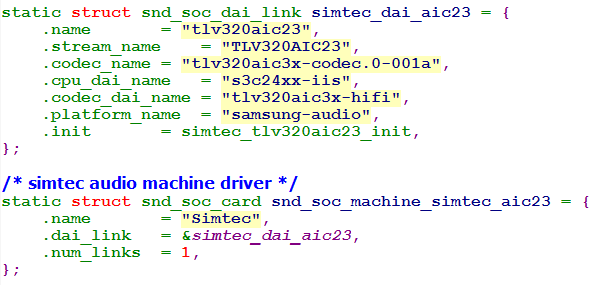 static struct snd_soc_dai_link simtec_dai_aic23 = {
    .name       = "tlv320aic23",
    .stream_name    = "TLV320AIC23",
    .codec_name = "tlv320aic3x-codec.0-001a",
    .cpu_dai_name   = "s3c24xx-iis",
    .codec_dai_name = "tlv320aic3x-hifi",
    .platform_name  = "samsung-audio",
    .init       = simtec_tlv320aic23_init,
};
/* simtec audio machine driver */
static struct snd_soc_card snd_soc_machine_simtec_aic23 = {
    .name       = "Simtec",
    .dai_link   = &simtec_dai_aic23,
    .num_links  = 1,
};